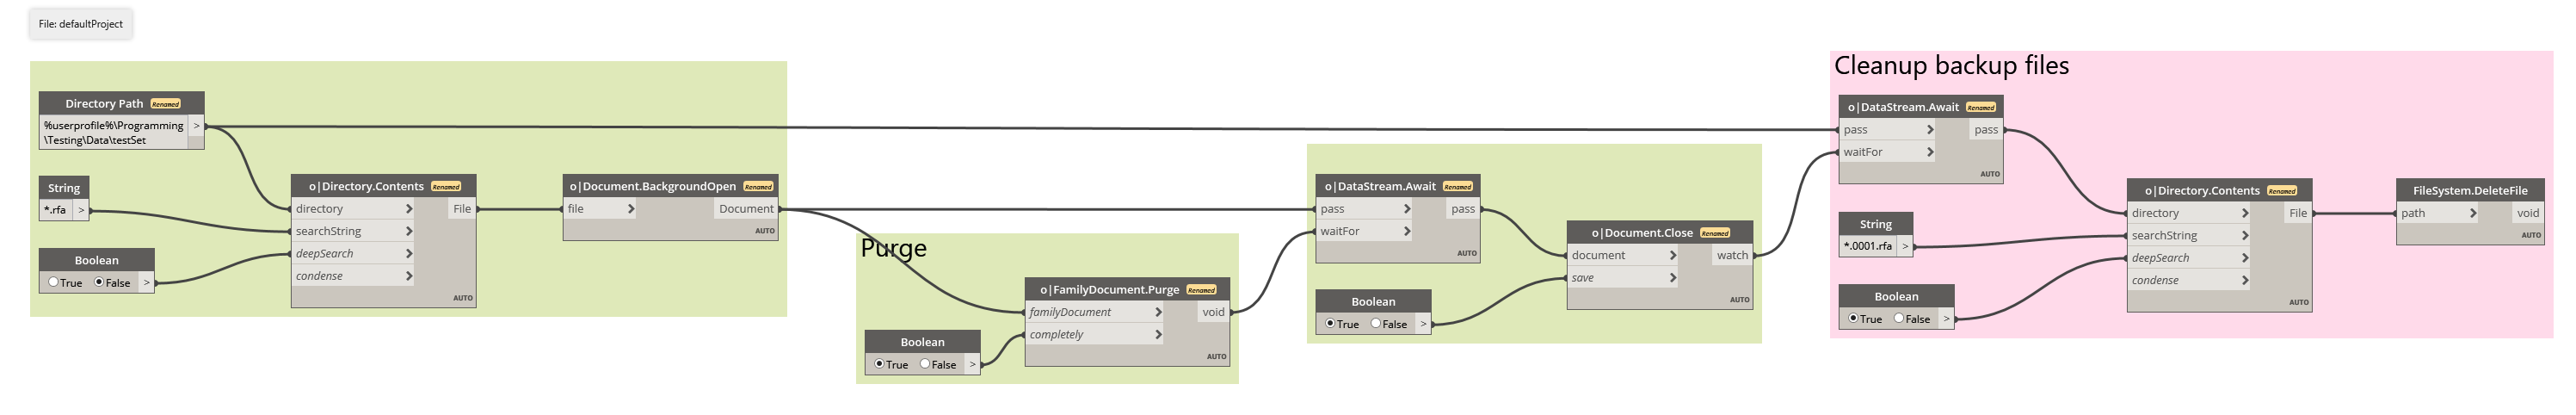 File: defaultProject
Directory Path Renamed
%userprofile%\Programming
\Testing\Data\testSet
>
String
*.rfa >
Boolean
True False >
o|Directory.Contents Renamed
directory > File
searchString >
deepSearch >
condense >
AUTO
o|Document.BackgroundOpen Renamed
file > Document
AUTO
Purge
Boolean
True False >
o|FamilyDocument.Purge Renamed
familyDocument > void
completely >
AUTO
o|DataStream.Await Renamed
pass > pass
waitFor >
AUTO
Boolean
True False >
o|Document.Close Renamed
document > watch
save >
AUTO
Cleanup backup files
o|DataStream.Await Renamed
pass > pass
waitFor >
AUTO
String
*.0001.rfa >
Boolean
True False >
o|Directory.Contents Renamed
directory > File
searchString >
deepSearch >
condense >
AUTO
FileSystem.DeleteFile
path > void
AUTO